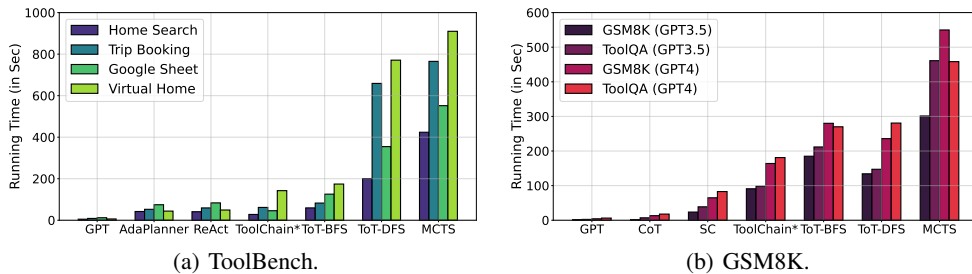 Running Time (in Sec)
1000
800
600
400
200
0
Home Search
Trip Booking
Google Sheet
Virtual Home
GPT AdaPlanner ReAct ToolChain* ToT-BFS ToT-DFS MCTS
(a) ToolBench.
Running Time (in Sec)
600
500
400
300
200
100
0
GSM8K (GPT3.5)
ToolQA (GPT3.5)
GSM8K (GPT4)
ToolQA (GPT4)
GPT CoT SC ToolChain* ToT-BFS ToT-DFS MCTS
(b) GSM8K.